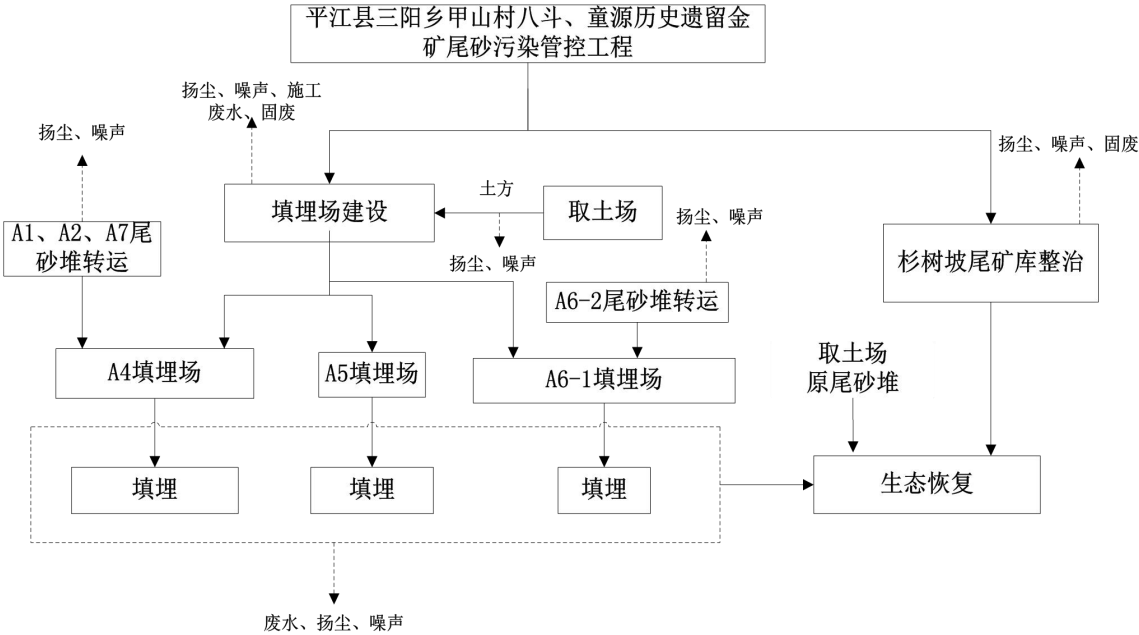 平江县三阳乡甲山村八斗、童源历史遗留金
矿尾砂污染管控工程
扬尘、噪声、施工
废水、固废
扬尘、噪声
扬尘、噪声、固废
填埋场建设
土方
取土场
扬尘、噪声
A1、A2、A7尾
砂堆转运
扬尘、噪声
杉树坡尾矿库整治
A6-2尾砂堆转运
A4填埋场
A5填埋场
A6-1填埋场
取土场
原尾砂堆
填埋
填埋
填埋
生态恢复
废水、扬尘、噪声